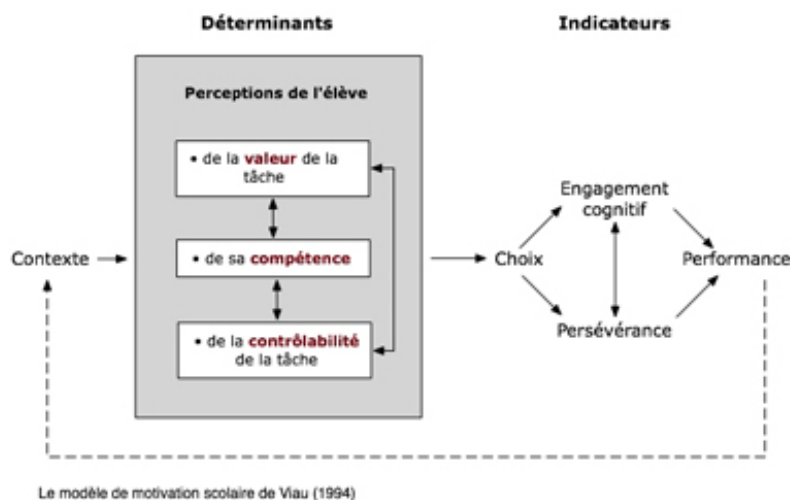 Déterminants
Indicateurs
Perceptions de l'élève
• de la valeur de la
tâche
• de sa compétence
• de la contrôlabilité
de la tâche
Contexte
Choix
Engagement
cognitif
Persévérance
Performance
Le modèle de motivation scolaire de Viau (1994)